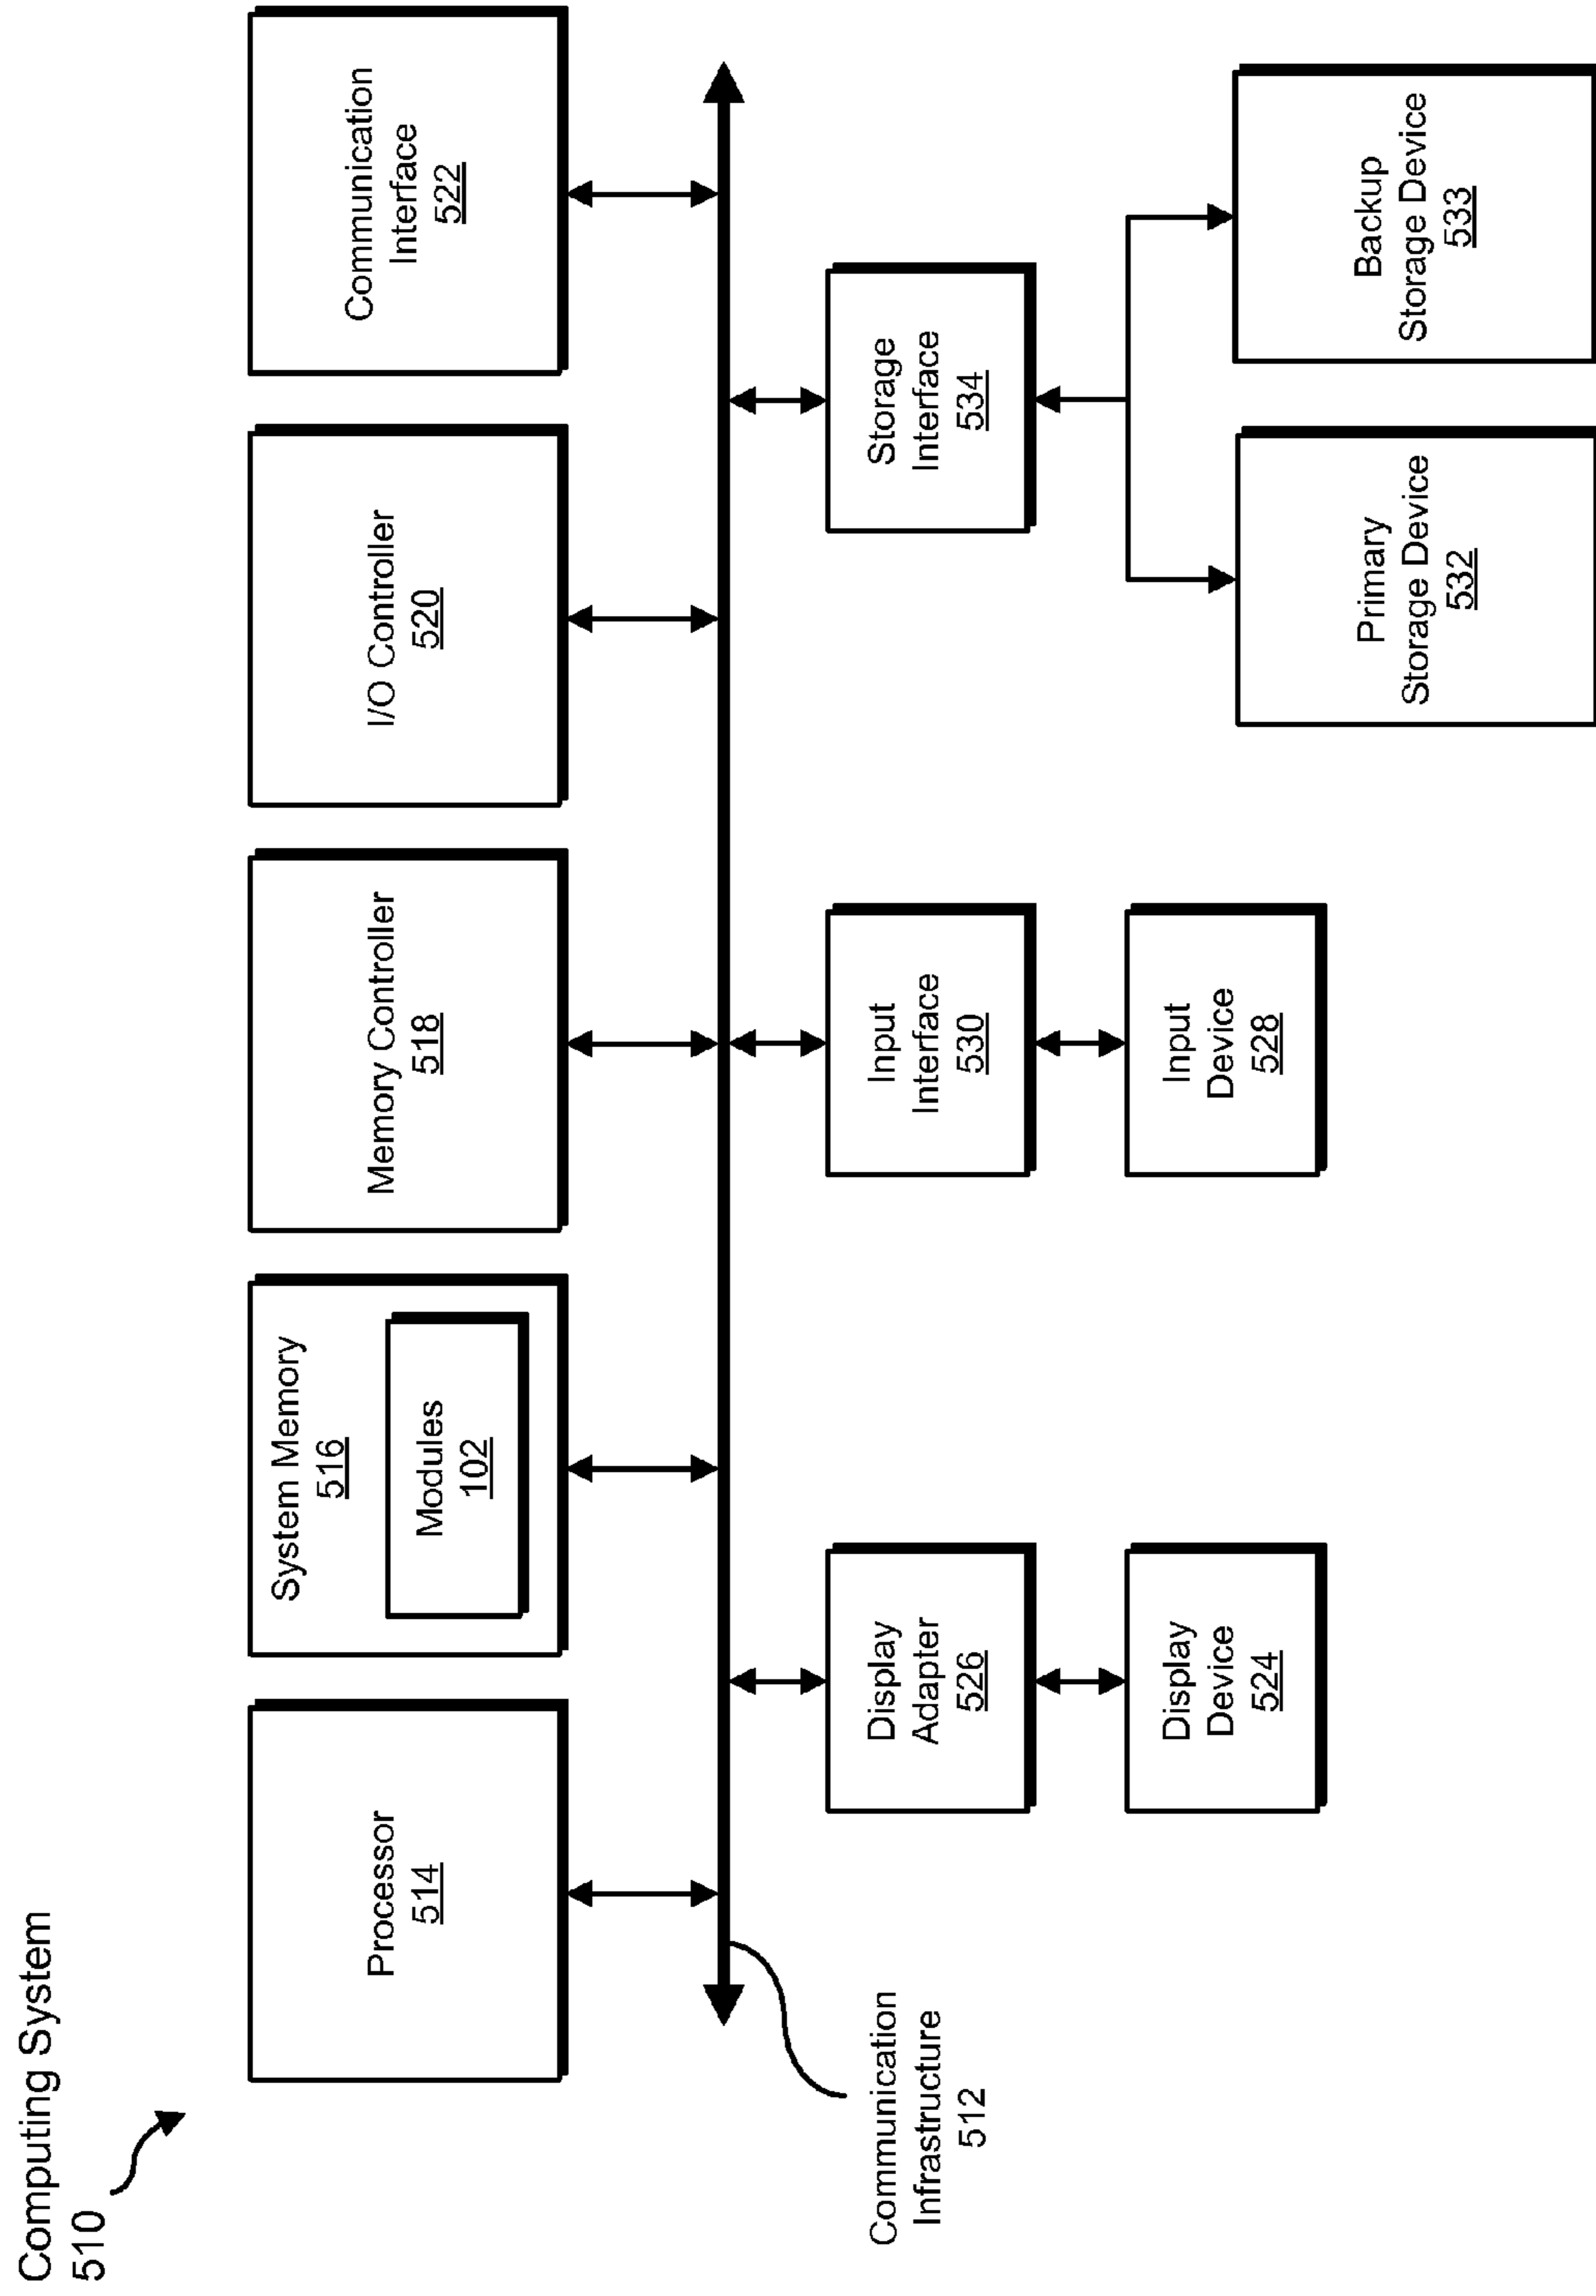 Computing System
510
Processor
514
System Memory
516
Modules
102
Memory Controller
518
I/O Controller
520
Communication
Interface
522
Communication
Infrastructure
512
Display
Adapter
526
Input
Interface
530
Storage
Interface
534
Display
Device
524
Input
Device
528
Primary
Storage Device
532
Backup
Storage Device
533